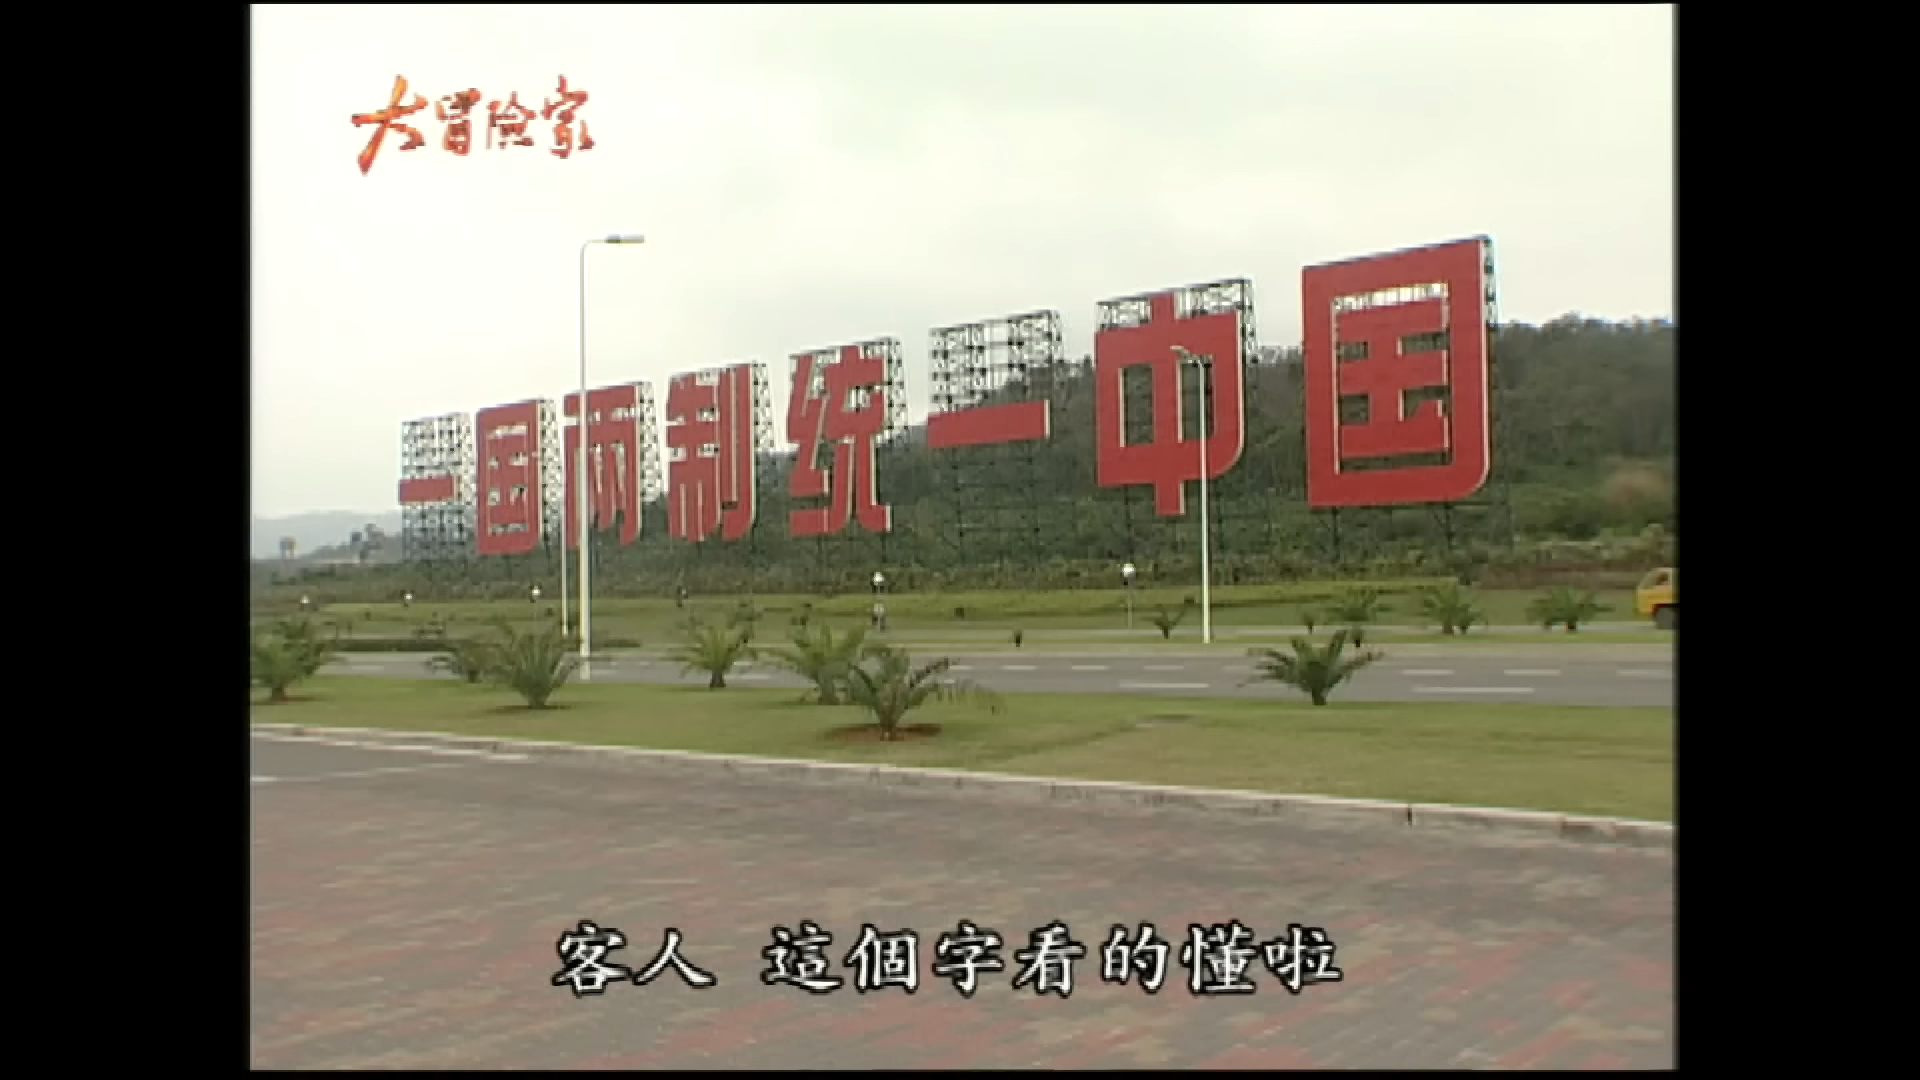 大冒險家
一国两制统一中国
客人 這個字看的懂啦